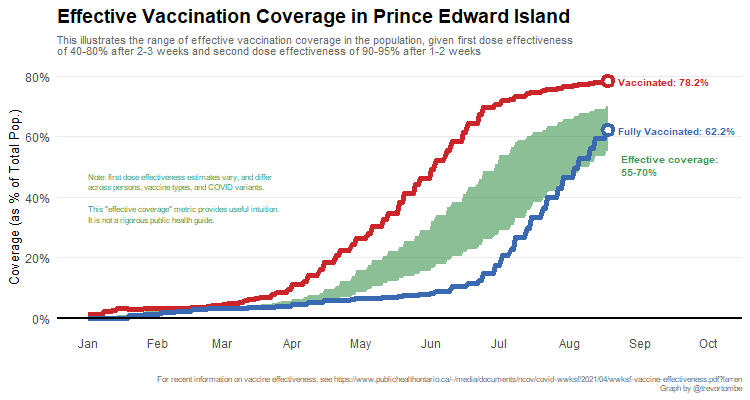 Effective Vaccination Coverage in Prince Edward Island
This illustrates the range of effective vaccination coverage in the population, given first dose effectiveness
of 40-80% after 2-3 weeks and second dose effectiveness of 90-95% after 1-2 weeks
Coverage (as % of Total Pop.)
80%
60%
40%
20%
0%
Vaccinated: 78.2%
Fully Vaccinated: 62.2%
Effective coverage:
55-70%
Note: first dose effectiveness estimates vary, and differ
across persons, vaccine types, and COVID variants.
This "effective coverage" metric provides useful intuition.
It is not a rigorous public health guide.
Jan Feb Mar Apr May Jun Jul Aug Sep Oct
For recent information on vaccine effectiveness, see https://www.publichealthontario.ca/-/media/documents/ncov/covid-wwksf/2021/04/wwksf-vaccine-effectiveness.pdf?la=en
Graph by @trevortombe